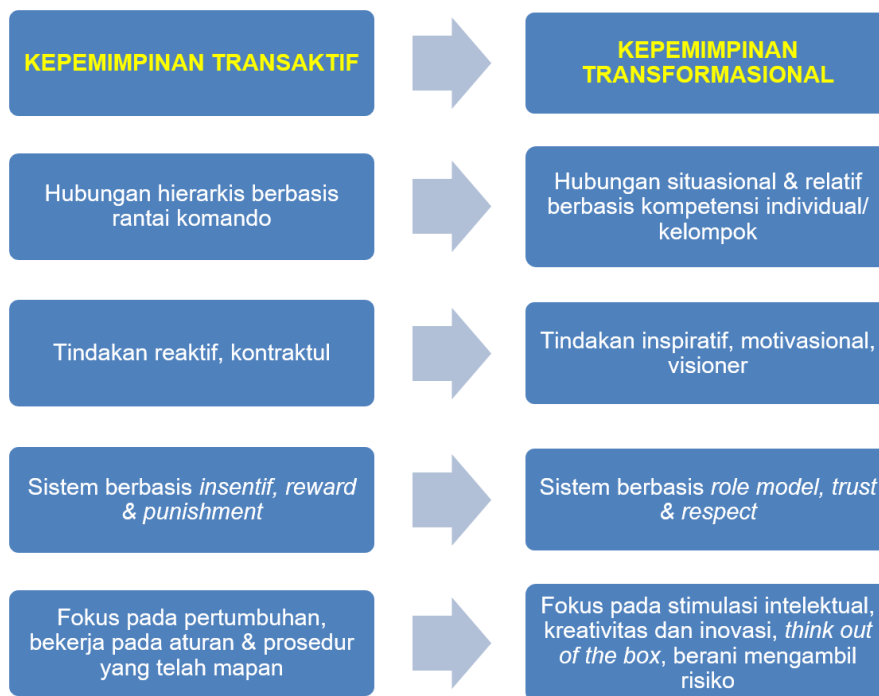 KEPEMIMPINAN TRANSAKTIF
KEPEMIMPINAN
TRANSFORMASIONAL
Hubungan hierarkis berbasis
rantai komando
Hubungan situasional & relatif
berbasis kompetensi individual/
kelompok
Tindakan reaktif, kontraktul
Tindakan inspiratif, motivasional,
visioner
Sistem berbasis insentif, reward
& punishment
Sistem berbasis role model, trust
& respect
Fokus pada pertumbuhan,
bekerja pada aturan & prosedur
yang telah mapan
Fokus pada stimulasi intelektual,
kreativitas dan inovasi, think out
of the box, berani mengambil
risiko